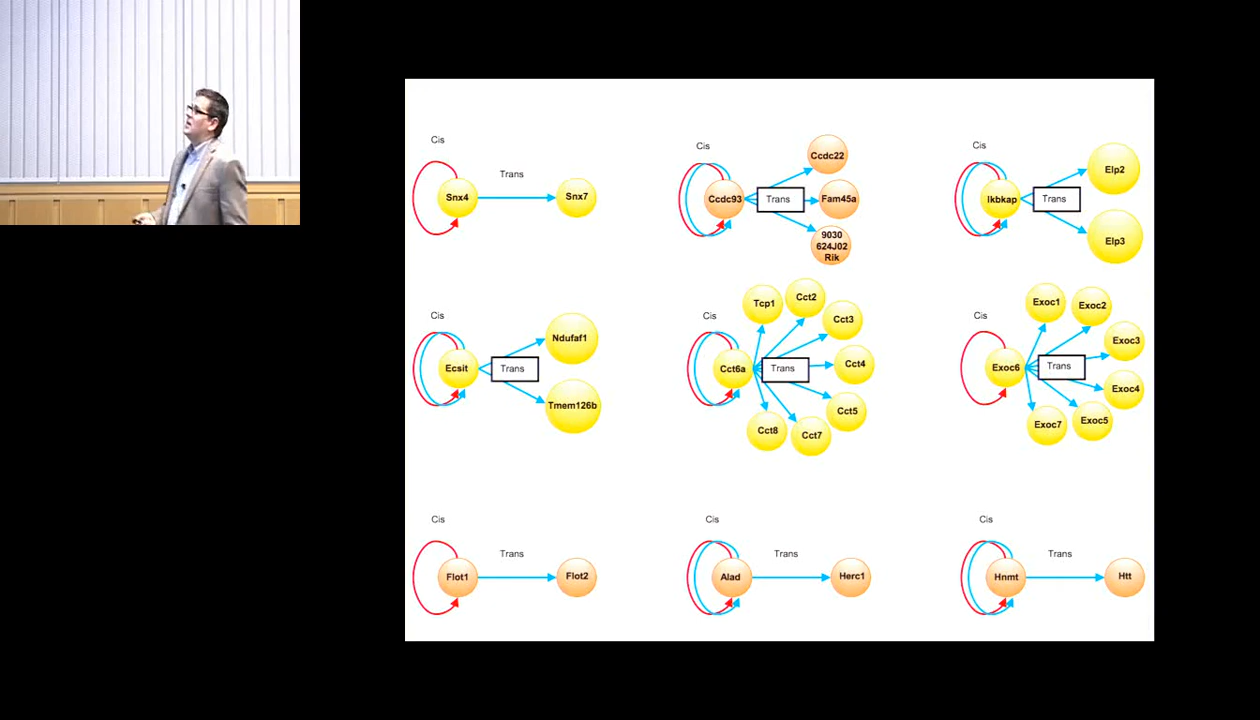 Cis
Trans
Snx4
Snx7
Cis
Trans
Ccdc93
Ccdc22
Fam45a
9030
624J02
Rik
Cis
Trans
Ikbkap
Elp2
Elp3
Cis
Trans
Ecsit
Ndufaf1
Tmem126b
Cis
Trans
Cct6a
Tcp1
Cct2
Cct3
Cct4
Cct5
Cct7
Cct8
Cis
Trans
Exoc6
Exoc1
Exoc2
Exoc3
Exoc4
Exoc5
Exoc7
Cis
Trans
Flot1
Flot2
Cis
Trans
Alad
Herc1
Cis
Trans
Hnmt
Htt